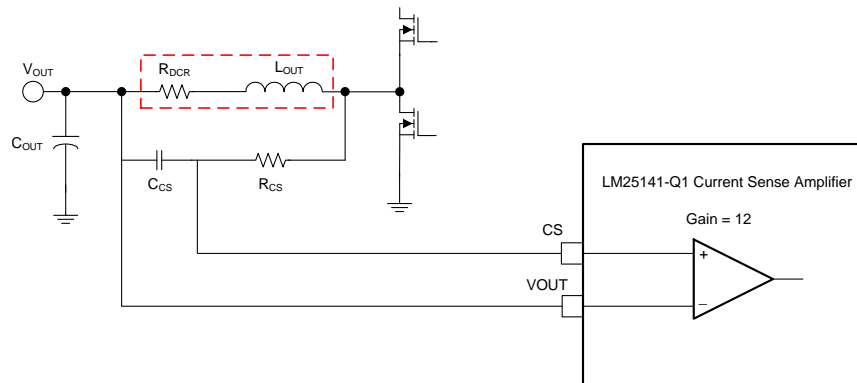 VOUT
RDCR
LOUT
COUT
CCS
RCS
LM25141-Q1 Current Sense Amplifier
Gain = 12
CS
+
VOUT
−